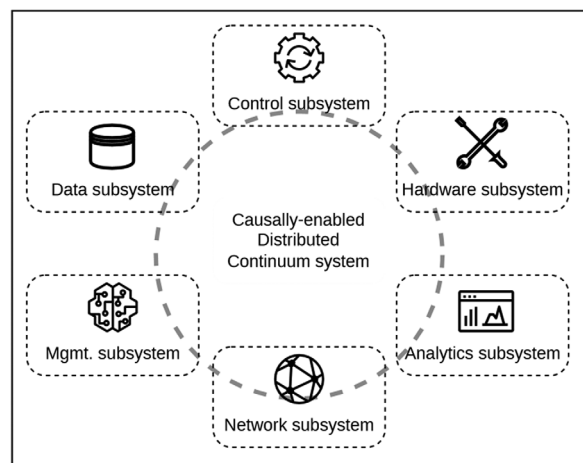 Control subsystem
Data subsystem
Hardware subsystem
Causally-enabled
Distributed
Continuum system
Mgmt. subsystem
Analytics subsystem
Network subsystem